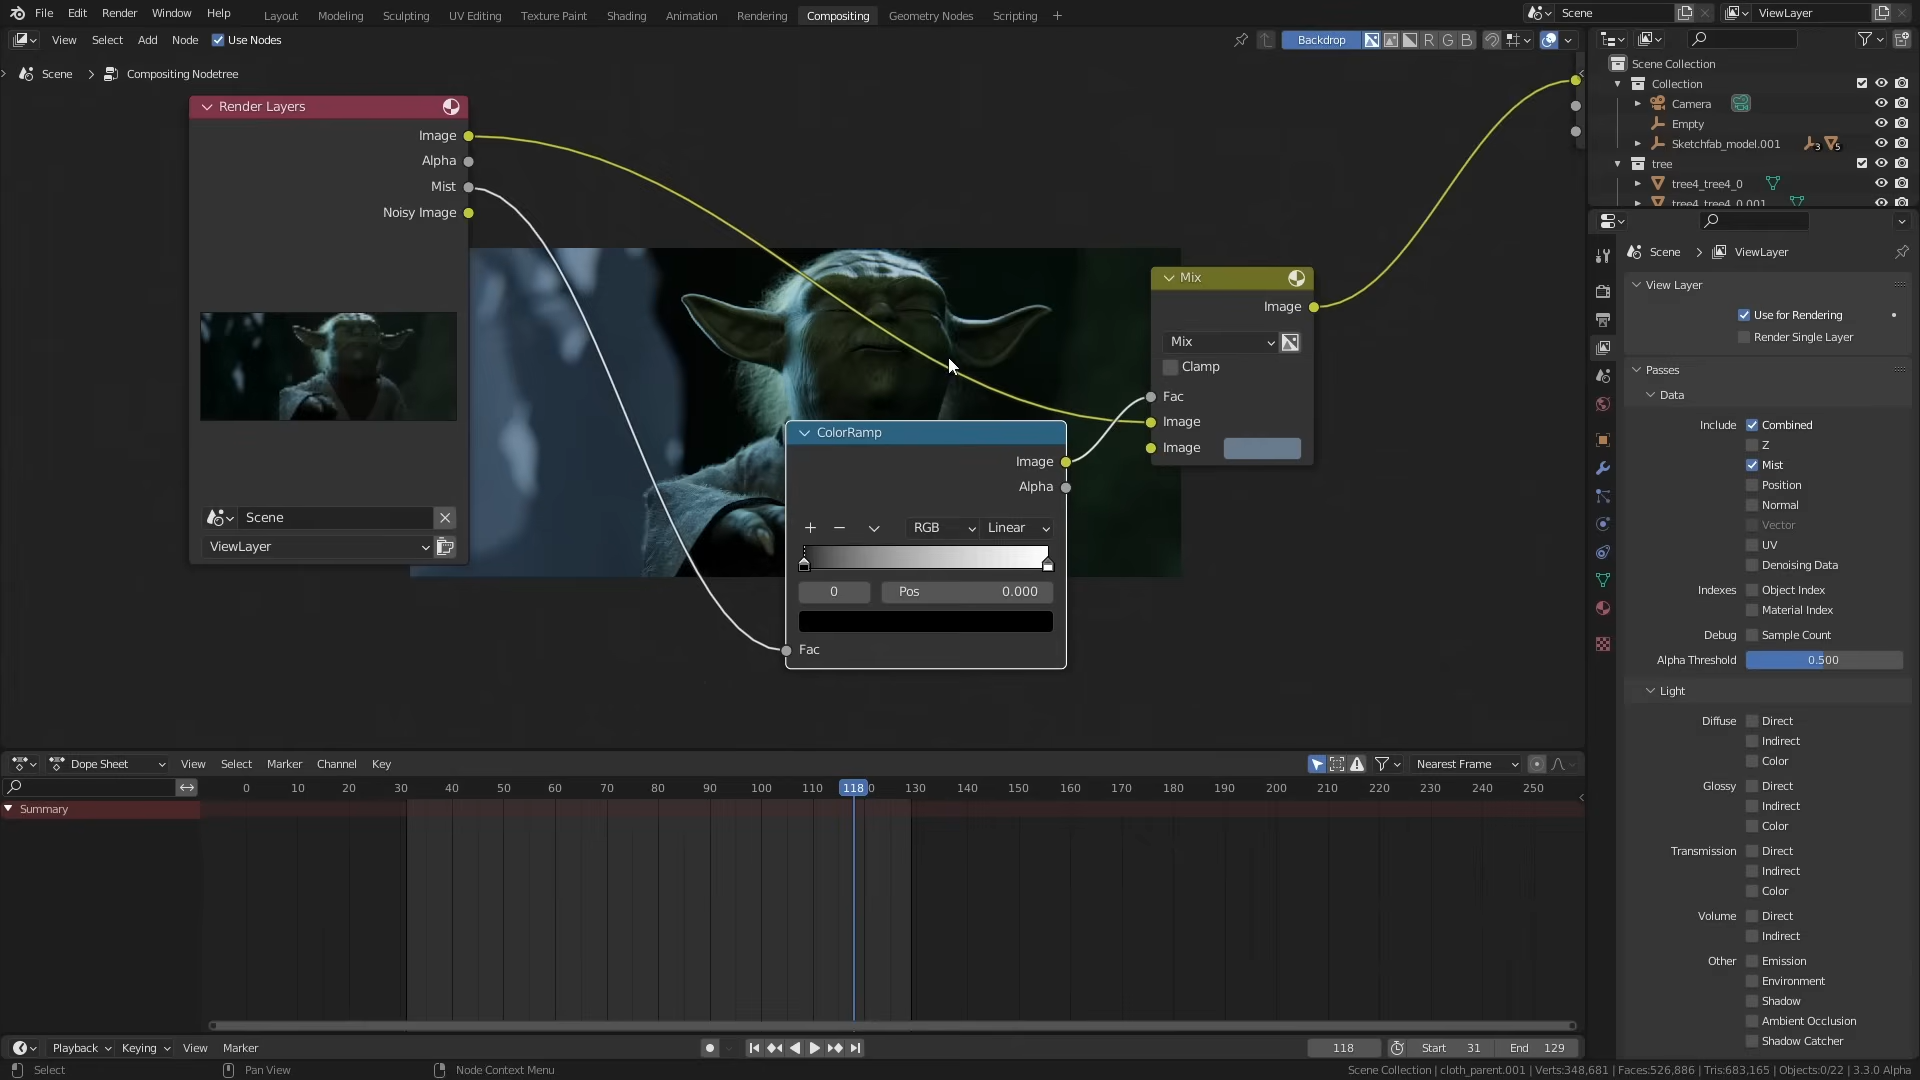 File Edit Render Window Help
Layout Modeling Sculpting UV Editing Texture Paint Shading Animation Rendering Compositing Geometry Nodes Scripting +
Scene ViewLayer
View Select Add Node Use Nodes
Backdrop R G B
Scene > Compositing Nodetree
Render Layers
Image
Alpha
Mist
Noisy Image
Scene
ViewLayer
ColorRamp
Image
Alpha
RGB Linear
0 Pos 0.000
Fac
Mix
Image
Mix
Clamp
Fac
Image
Image
Scene Collection
Collection
Camera
Empty
Sketchfab_model.001 3 5
tree
tree4_tree4_0
tree4_tree4_0.001
Scene > ViewLayer
View Layer
Use for Rendering
Render Single Layer
Passes
Data
Include Combined
Z
Mist
Position
Normal
Vector
UV
Denoising Data
Indexes Object Index
Material Index
Debug Sample Count
Alpha Threshold 0.500
Light
Diffuse Direct
Indirect
Color
Glossy Direct
Indirect
Color
Transmission Direct
Indirect
Color
Volume Direct
Indirect
Other Emission
Environment
Shadow
Ambient Occlusion
Shadow Catcher
Dope Sheet View Select Marker Channel Key
Nearest Frame
0 10 20 30 40 50 60 70 80 90 100 110 118 0 130 140 150 160 170 180 190 200 210 220 230 240 250
Summary
Playback Keying View Marker
118 Start 31 End 129
Select Pan View Node Context Menu
Scene Collection | cloth_parent.001 | Verts:348,681 | Faces:526,886 | Tris:683,165 | Objects:0/22 | 3.3.0 Alpha